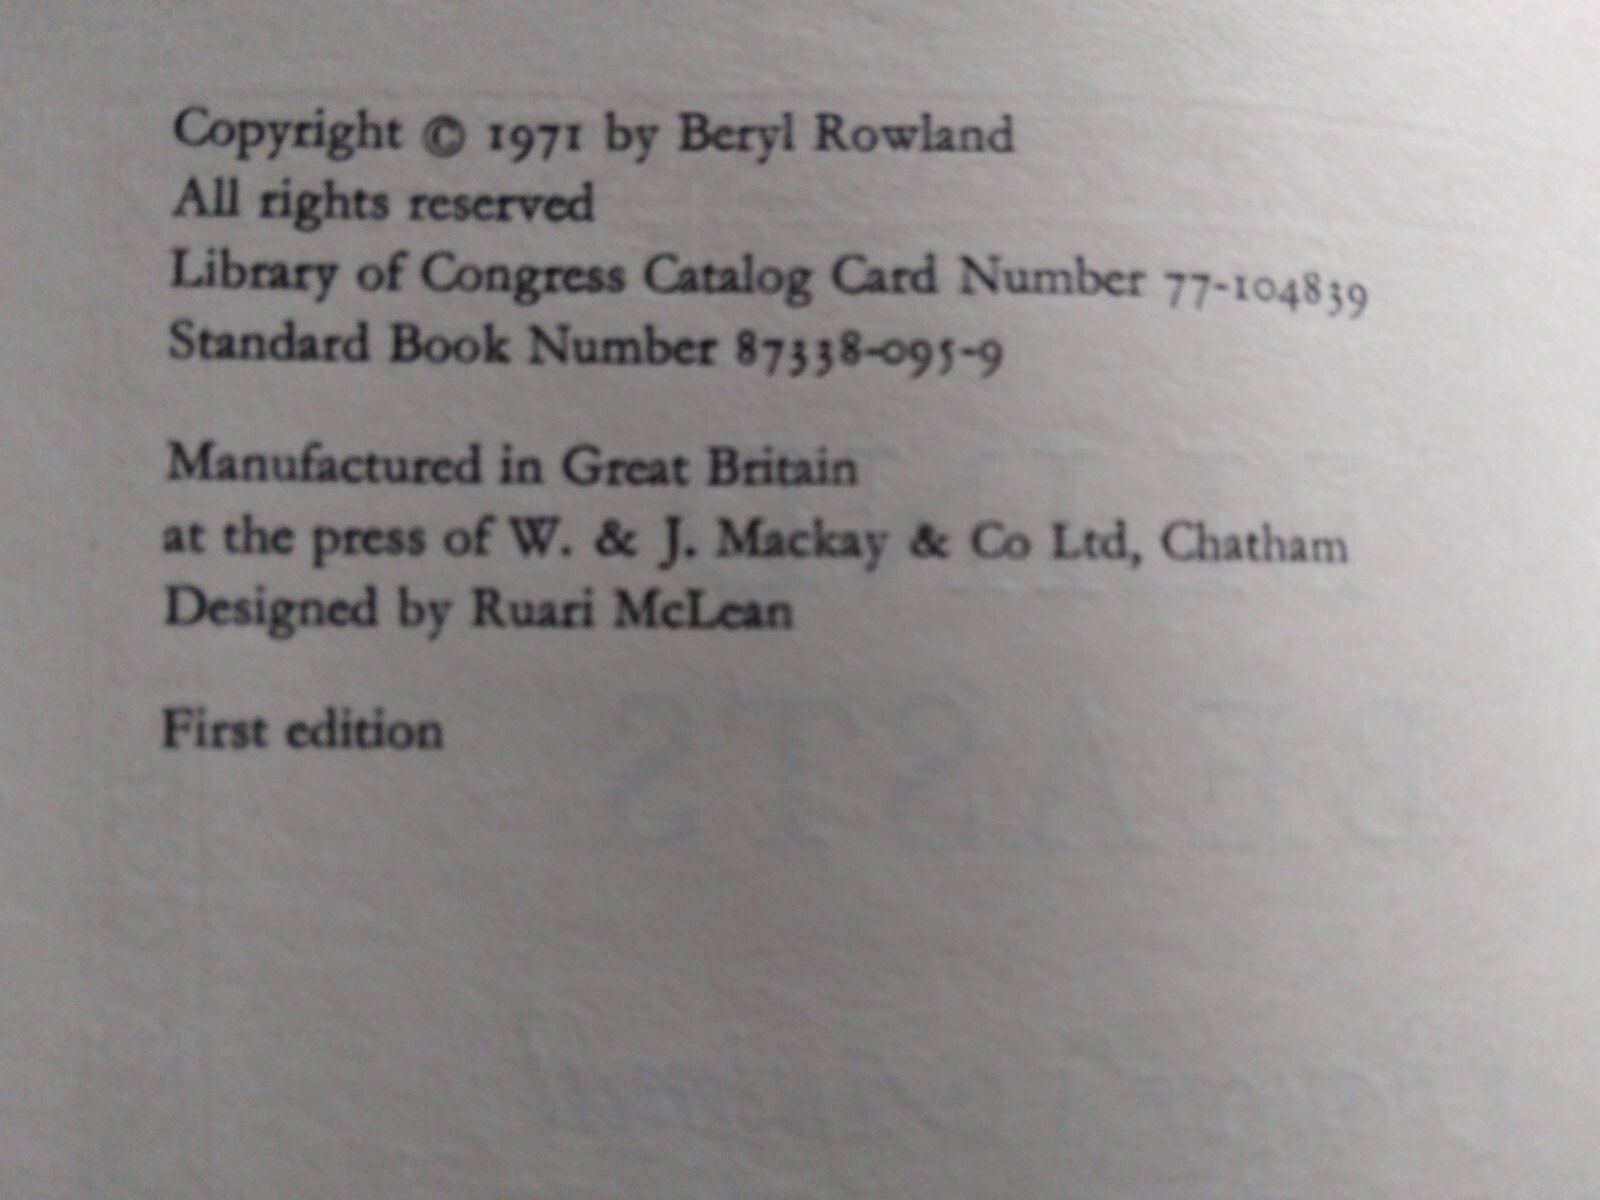 Copyright © 1971 by Beryl Rowland
All rights reserved
Library of Congress Catalog Card Number 77-104839
Standard Book Number 87338-095-9
Manufactured in Great Britain
at the press of W. & J. Mackay & Co Ltd, Chatham
Designed by Ruari McLean
First edition
BEASTS